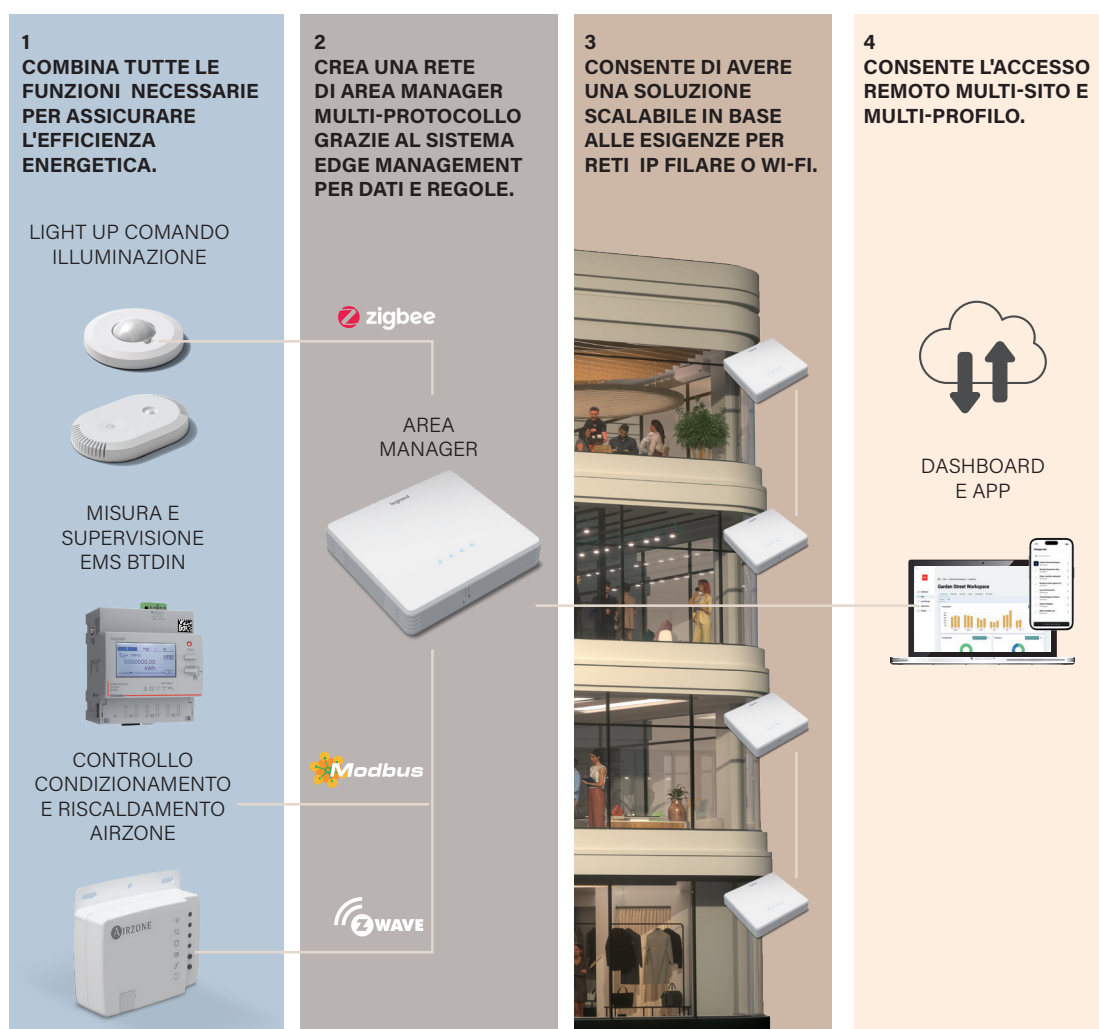 1
COMBINA TUTTE LE
FUNZIONI NECESSARIE
PER ASSICURARE
L'EFFICIENZA
ENERGETICA.
LIGHT UP COMANDO
ILLUMINAZIONE
MISURA E
SUPERVISIONE
EMS BTDIN
CONTROLLO
CONDIZIONAMENTO
E RISCALDAMENTO
AIRZONE
AIRZONE
2
CREA UNA RETE
DI AREA MANAGER
MULTI-PROTOCOLLO
GRAZIE AL SISTEMA
EDGE MANAGEMENT
PER DATI E REGOLE.
zigbee
AREA
MANAGER
legrand
Modbus
Z WAVE
3
CONSENTE DI AVERE
UNA SOLUZIONE
SCALABILE IN BASE
ALLE ESIGENZE PER
RETI IP FILARE O WI-FI.
4
CONSENTE L'ACCESSO
REMOTO MULTI-SITO E
MULTI-PROFILO.
DASHBOARD
E APP
Garden Street Workspace